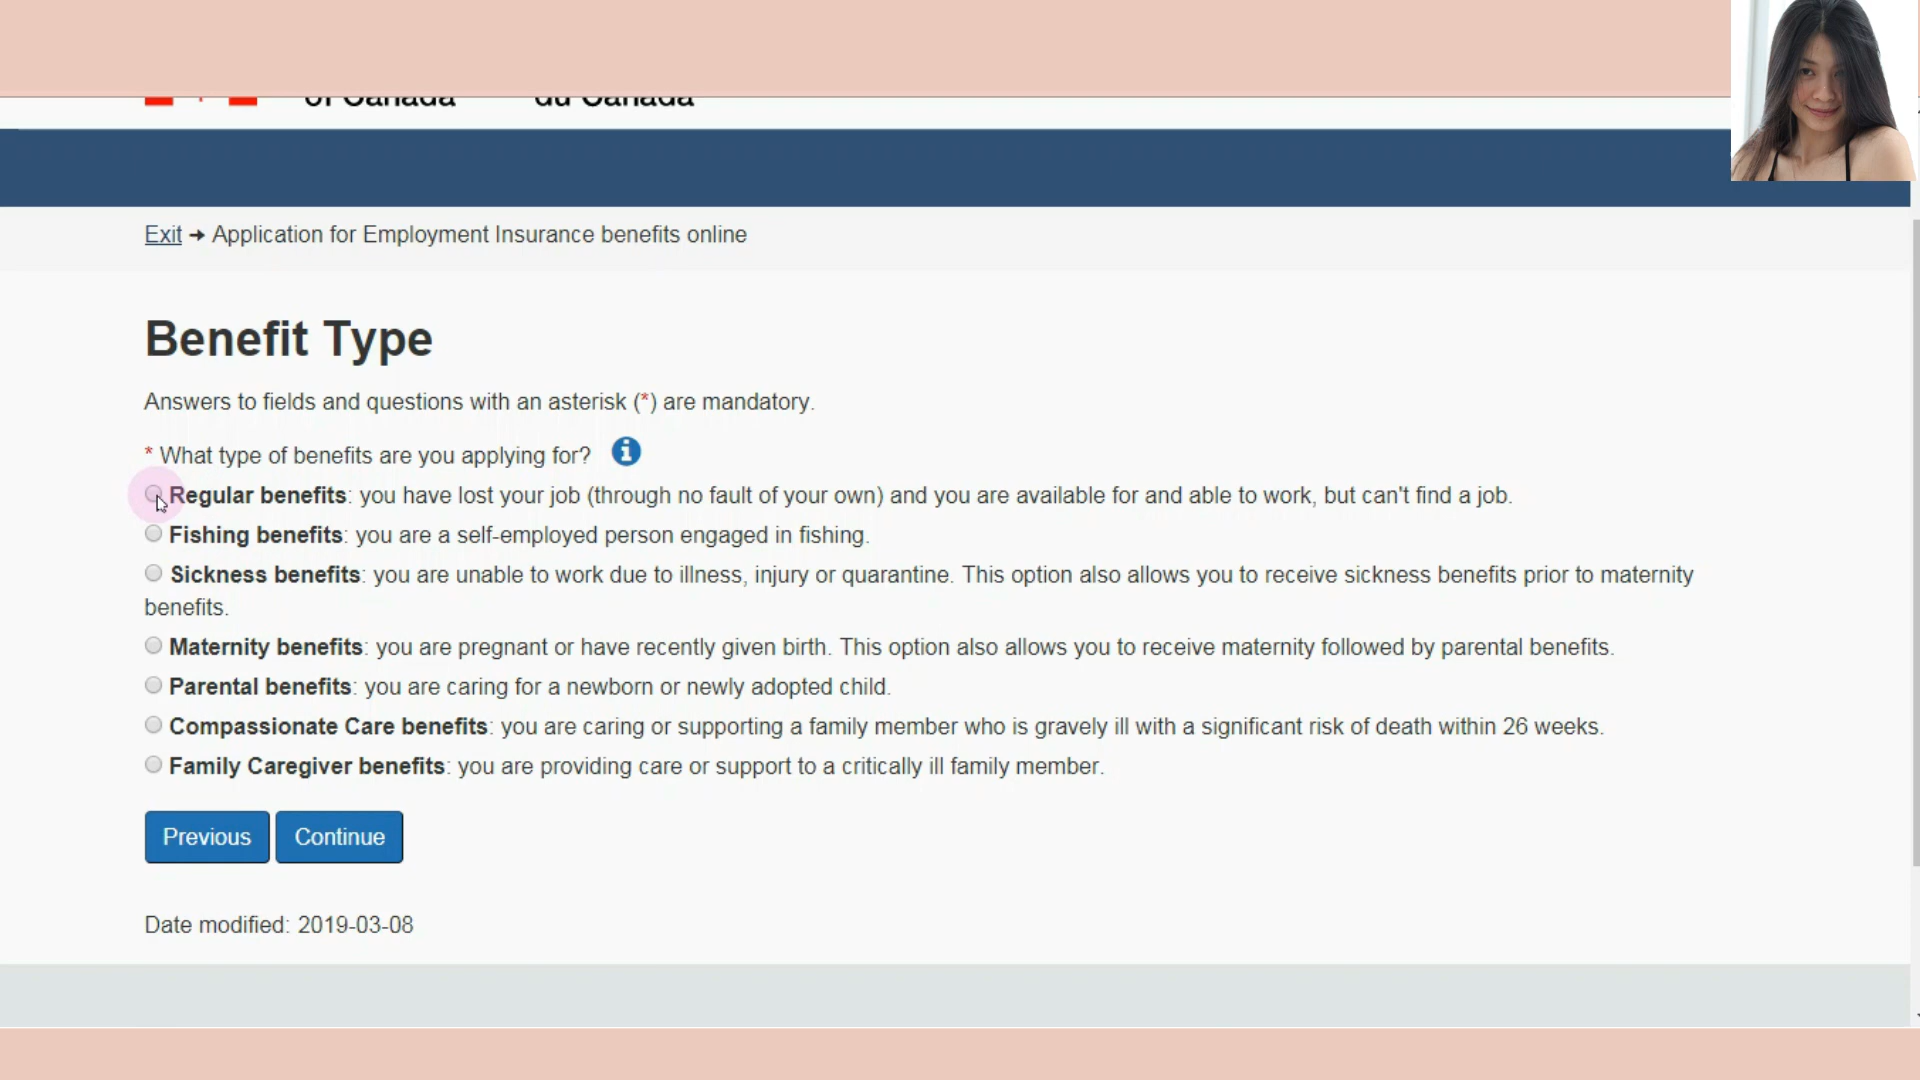 of Canada du Canada
Exit ➔ Application for Employment Insurance benefits online
Benefit Type
Answers to fields and questions with an asterisk (*) are mandatory.
* What type of benefits are you applying for?
Regular benefits: you have lost your job (through no fault of your own) and you are available for and able to work, but can't find a job.
Fishing benefits: you are a self-employed person engaged in fishing.
Sickness benefits: you are unable to work due to illness, injury or quarantine. This option also allows you to receive sickness benefits prior to maternity
benefits.
Maternity benefits: you are pregnant or have recently given birth. This option also allows you to receive maternity followed by parental benefits.
Parental benefits: you are caring for a newborn or newly adopted child.
Compassionate Care benefits: you are caring or supporting a family member who is gravely ill with a significant risk of death within 26 weeks.
Family Caregiver benefits: you are providing care or support to a critically ill family member.
Previous Continue
Date modified: 2019-03-08